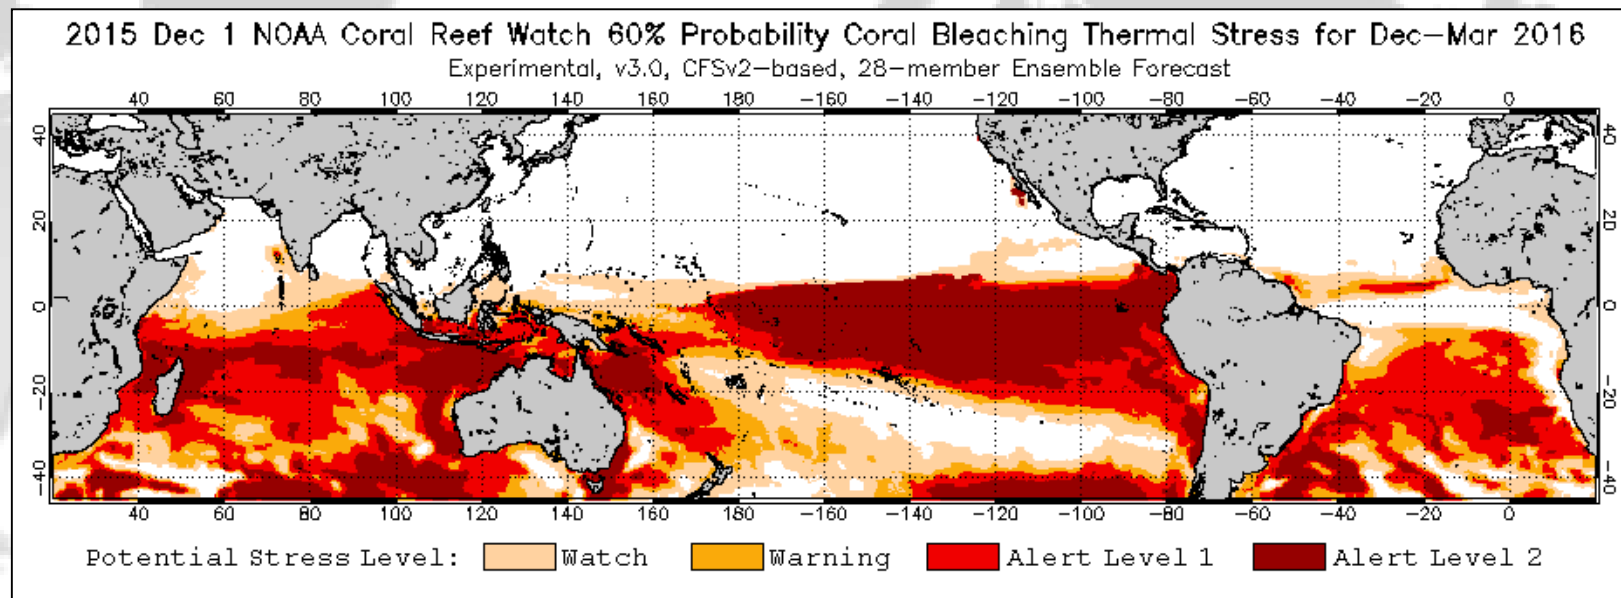 2015 Dec 1 NOAA Coral Reef Watch 60% Probability Coral Bleaching Thermal Stress for Dec-Mar 2016
Experimental, v3.0, CFSv2-based, 28-member Ensemble Forecast
40 60 80 100 120 140 160 180 -160 -140 -120 -100 -80 -60 -40 -20 0
40 40
20 20
0 0
-20 -20
-40 -40
40 60 80 100 120 140 160 180 -160 -140 -120 -100 -80 -60 -40 -20 0
Potential Stress Level: Watch Warning Alert Level 1 Alert Level 2